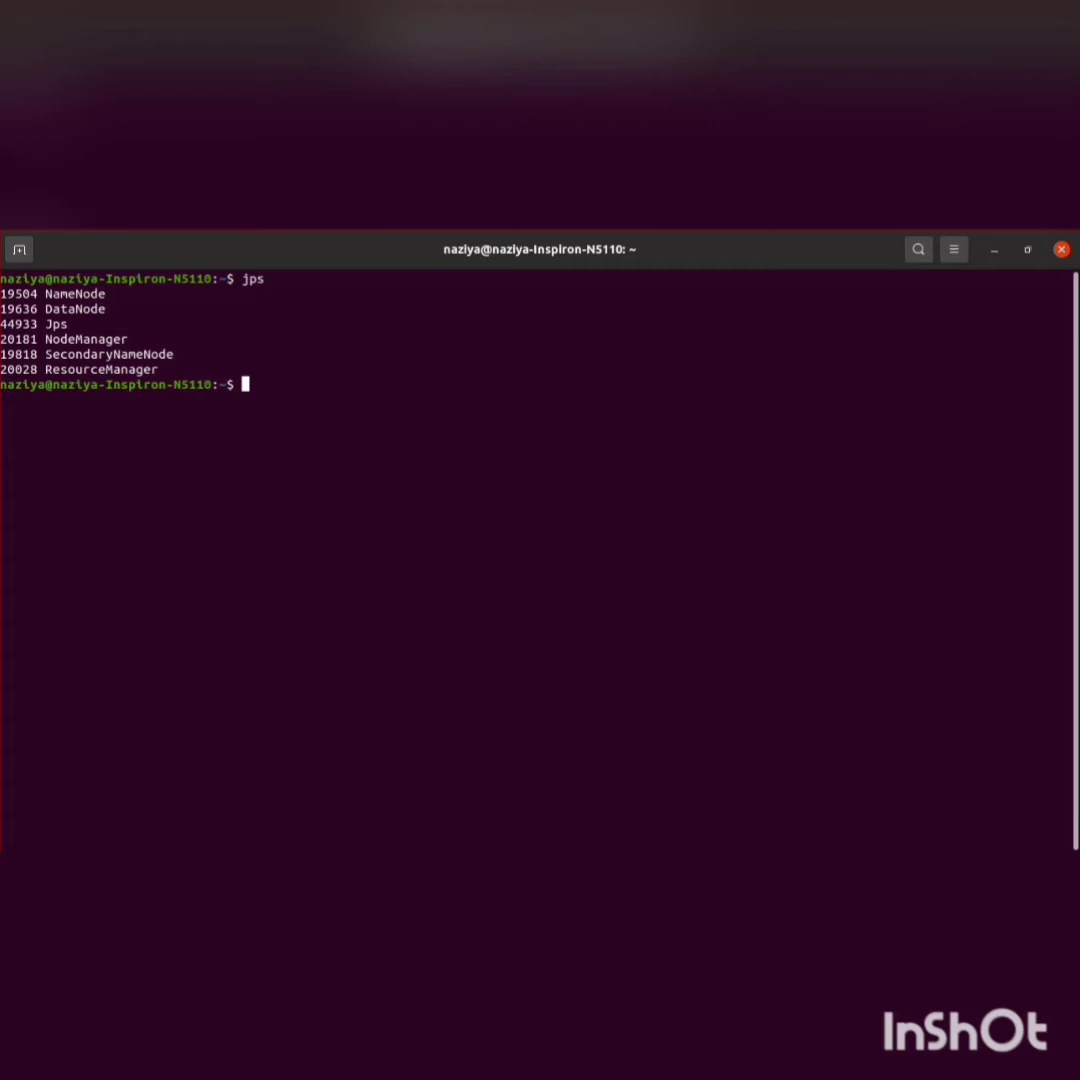 naziya@naziya-Inspiron-N5110: ~
naziya@naziya-Inspiron-N5110:~$ jps
19504 NameNode
19636 DataNode
44933 Jps
20181 NodeManager
19818 SecondaryNameNode
20028 ResourceManager
naziya@naziya-Inspiron-N5110:~$
InShOt